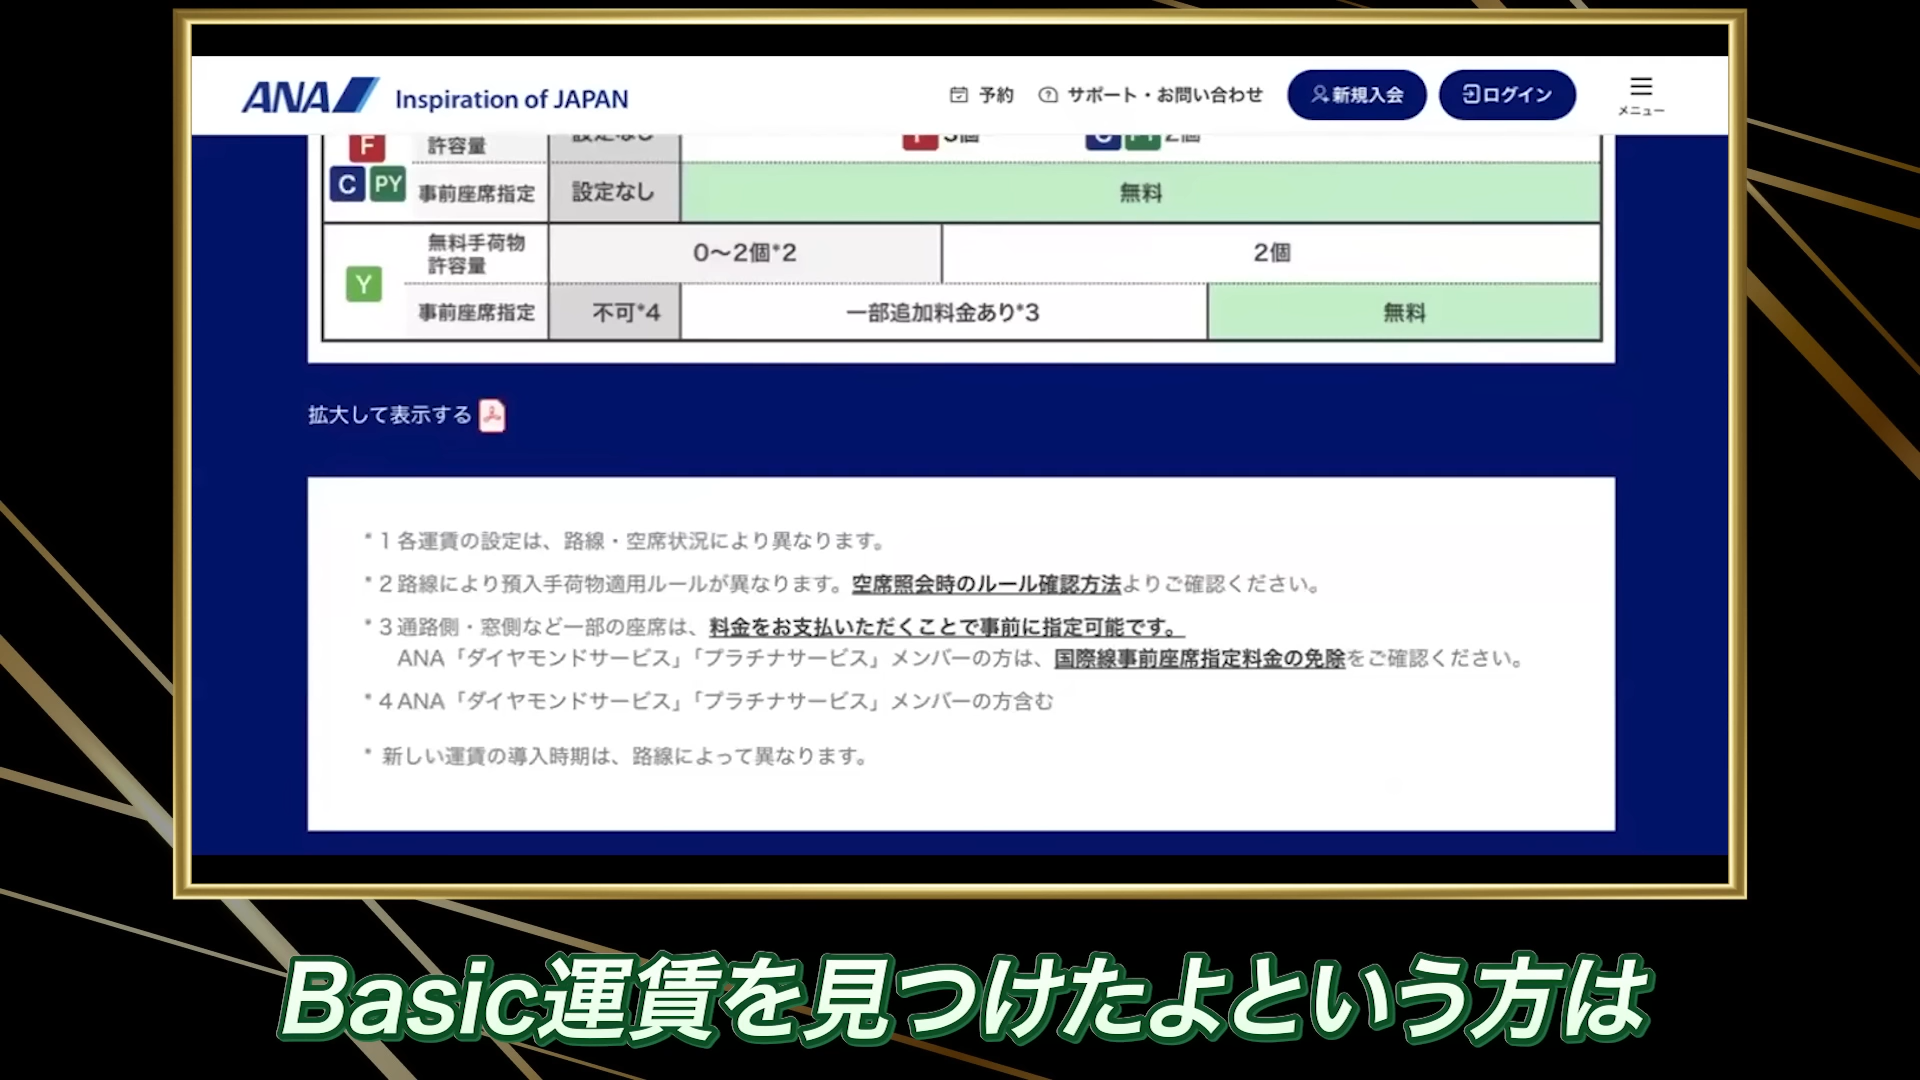 ANA Inspiration of JAPAN 予約 サポート・お問い合わせ 新規入会 ログイン メニュー
F 許容量
C PY 事前座席指定 設定なし 無料
Y 無料手荷物許容量 0〜2個*2 2個
事前座席指定 不可*4 一部追加料金あり*3 無料
拡大して表示する
*1 各運賃の設定は、路線・空席状況により異なります。
*2 路線により預入手荷物適用ルールが異なります。空席照会時のルール確認方法よりご確認ください。
*3 通路側・窓側など一部の座席は、料金をお支払いただくことで事前に指定可能です。
ANA「ダイヤモンドサービス」「プラチナサービス」メンバーの方は、国際線事前座席指定料金の免除をご確認ください。
*4 ANA「ダイヤモンドサービス」「プラチナサービス」メンバーの方含む
* 新しい運賃の導入時期は、路線によって異なります。
Basic運賃を見つけたよという方は